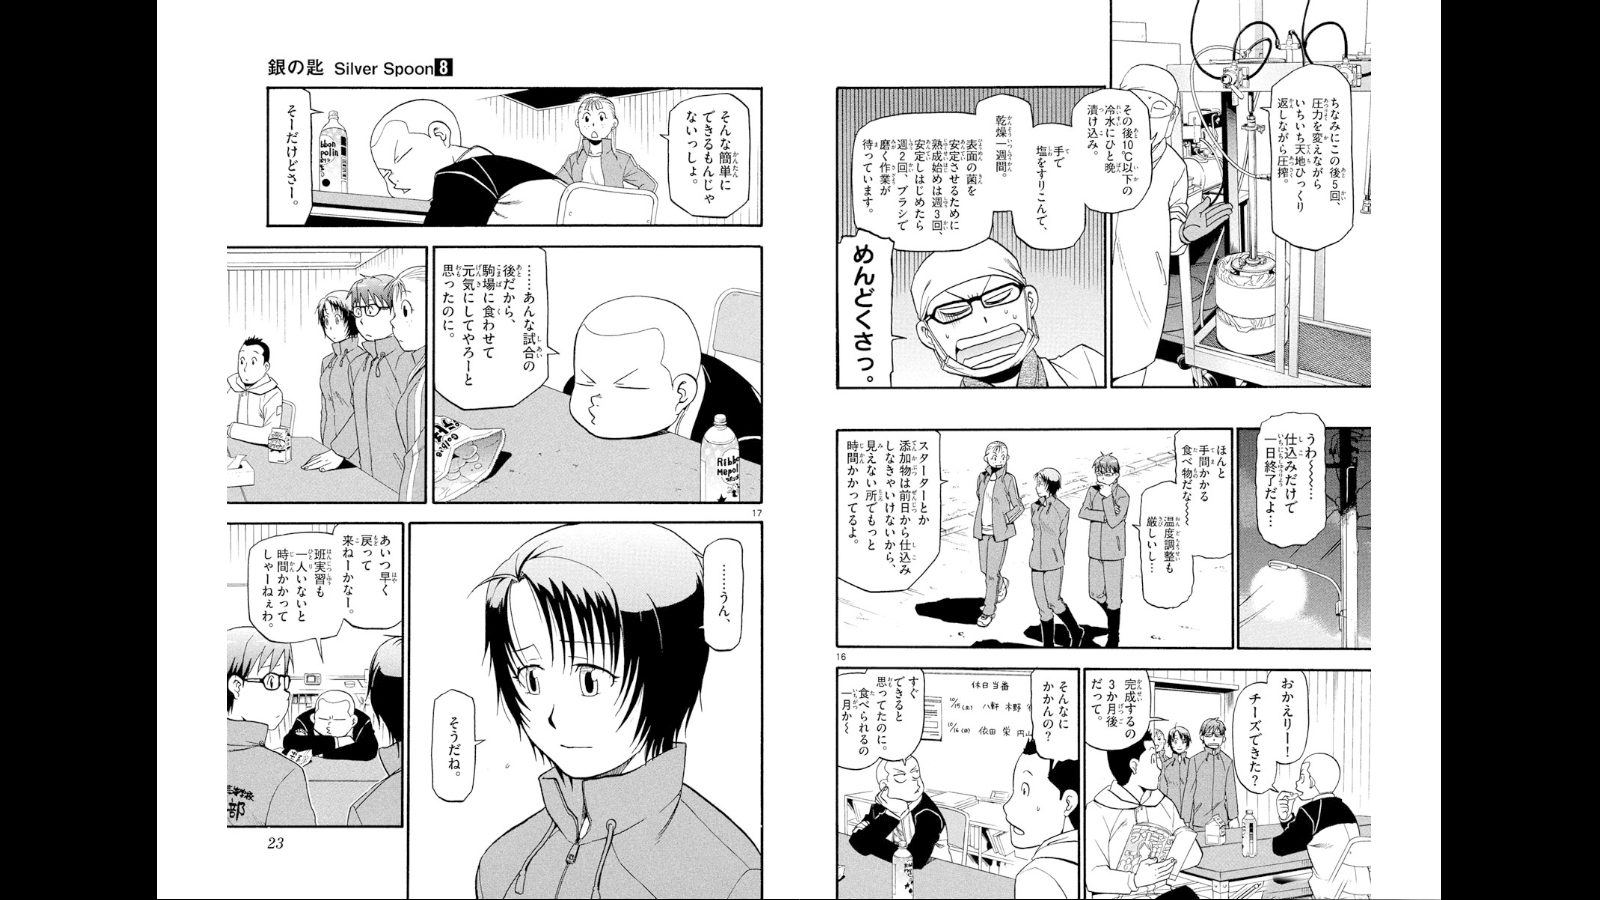 ちなみにこの後5回、
圧力を変えながら
いちいち天地ひっくり
返しながら圧搾。
その後10℃以下の
冷水にひと晩
漬け込み。
手で
塩をすりこんで、
乾燥一週間。
表面の菌を
安定させるために
熟成始めは週3回、
安定しはじめたら
週2回、ブラシで
磨く作業が
待っています。
めんどくさっ。
うわ〜〜〜…
仕込みだけで
一日終了だよ…
ほんと
手間かかる
食べ物だな〜〜
温度調整も
厳しいし…
スターターとか
添加物は前日から仕込み
しなきゃいけないから、
見えない所でもっと
時間かかってるよ。
16
おかえりー!
チーズできた?
完成するの
3か月後
だって。
そんなに
かかんの?
休日当番
10/15(土) 八軒 木野
10/16(日) 依田 栄 円山
すぐ
できると
思ってたのに。
食べられるの
一月か〜
銀の匙 Silver Spoon 8
そんな簡単に
できるもんじゃ
ないっしょ。
そーだけどさー。
……あんな試合の
後だから、
駒場に食わせて
元気にしてやろーと
思ったのに。
Ribbon
Mepolin
17
………うん、
そうだね。
あいつ早く
戻って
来ねーかなー。
班実習も
一人いないと
時間かかって
しゃーねぇわ。
部
23